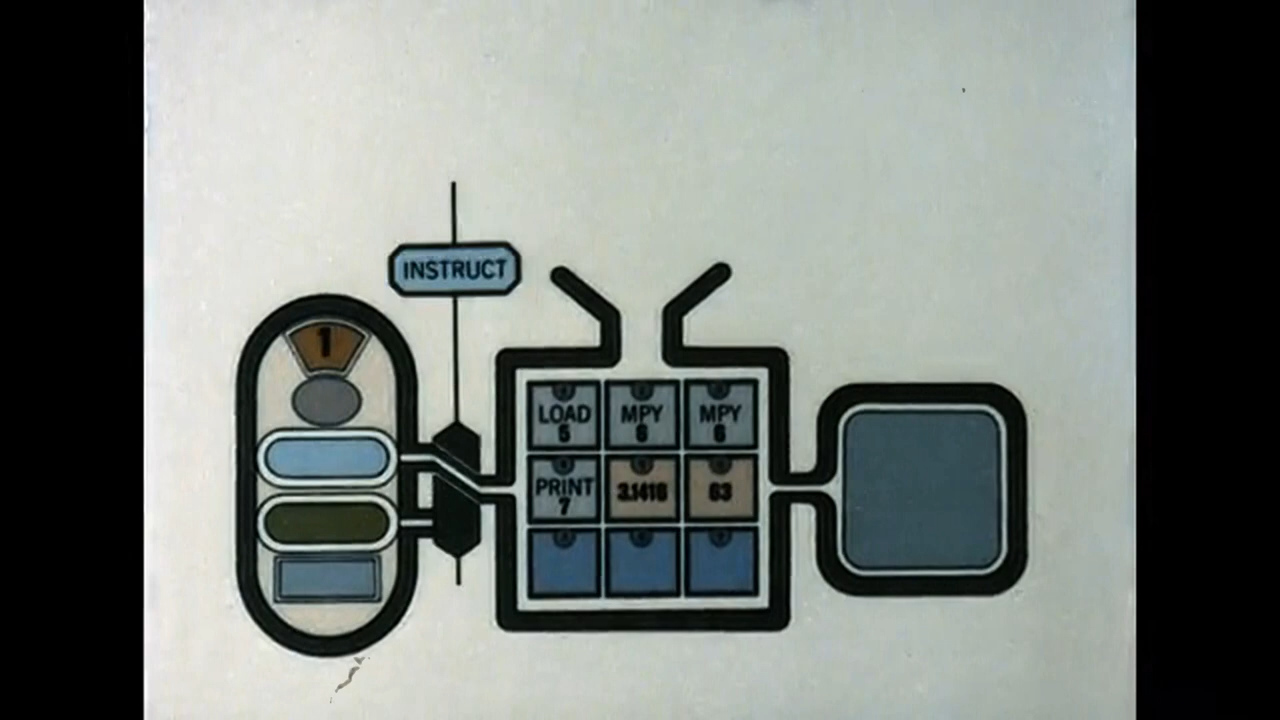 INSTRUCT
1
LOAD MPY MPY
5 6 6
PRINT 3.1416 63
7